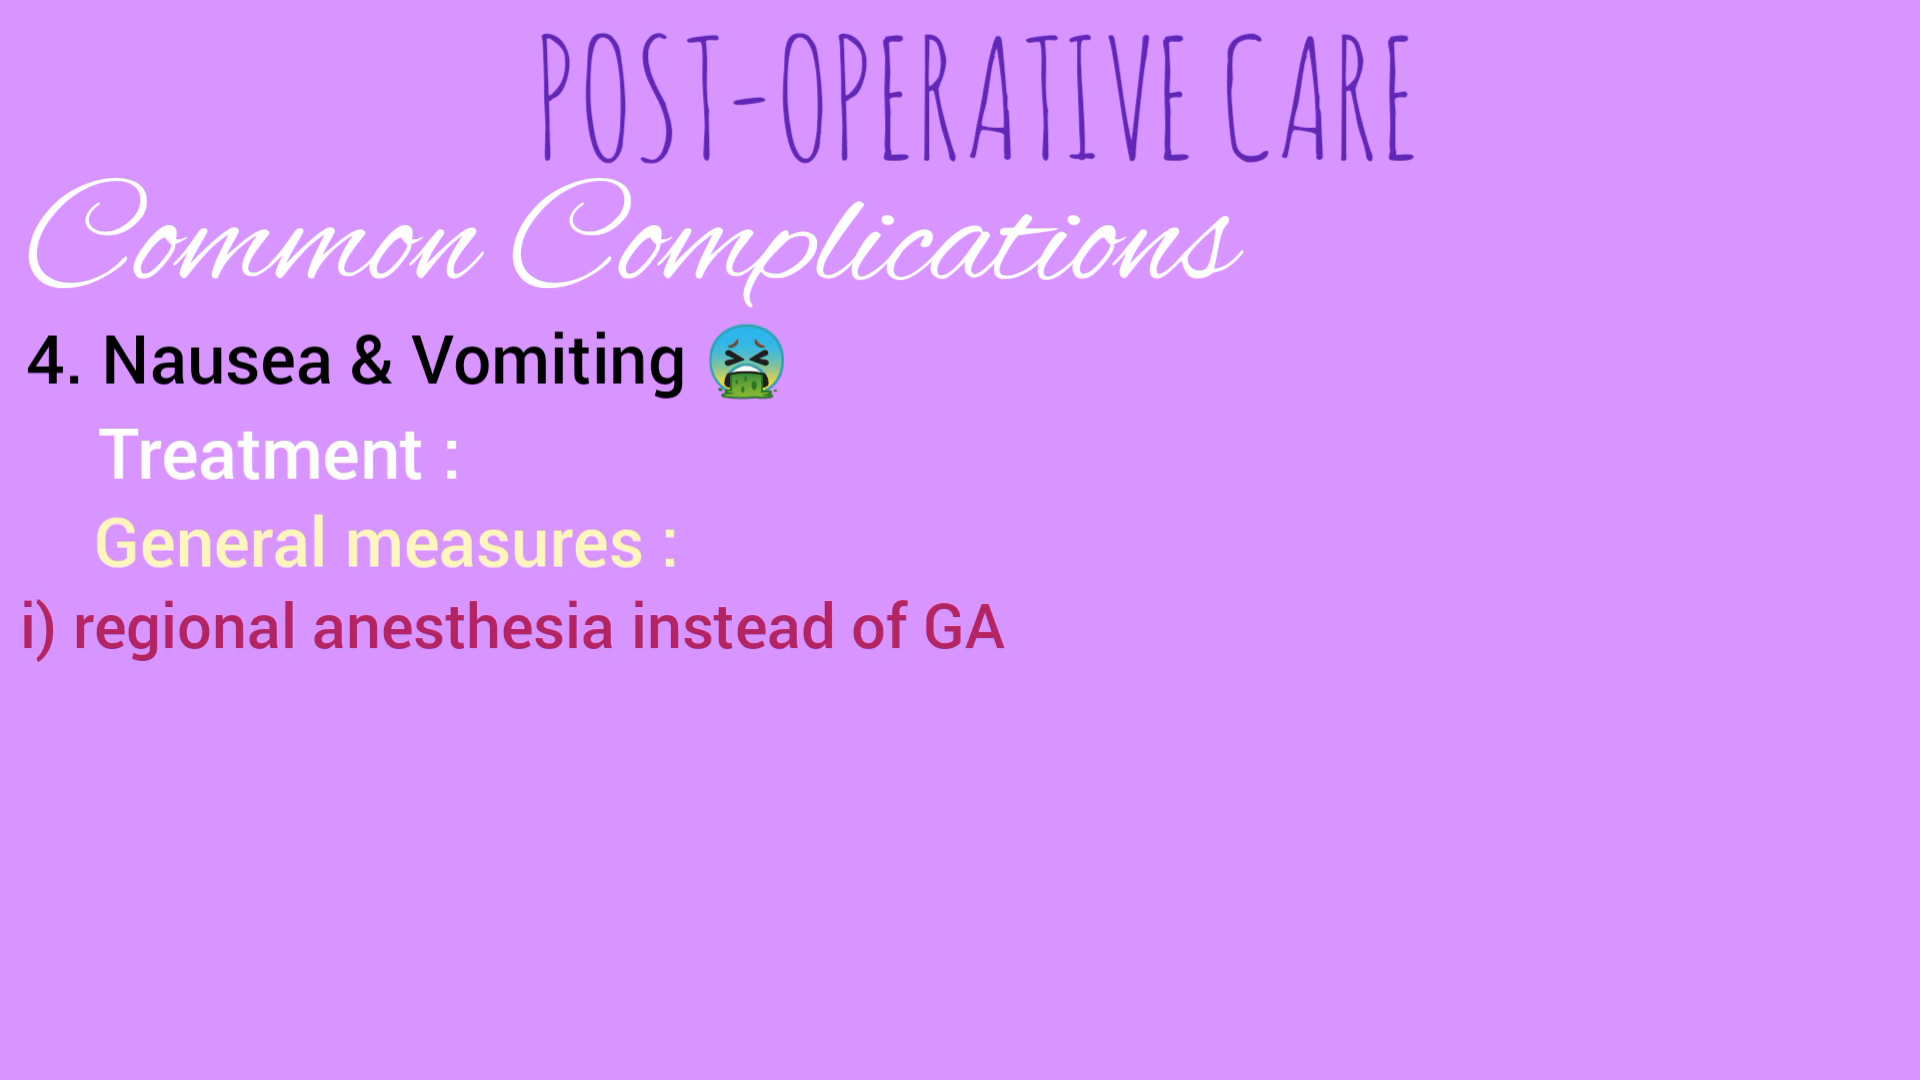 POST-OPERATIVE CARE
Common Complications
4. Nausea & Vomiting 🤮
Treatment :
General measures :
i) regional anesthesia instead of GA